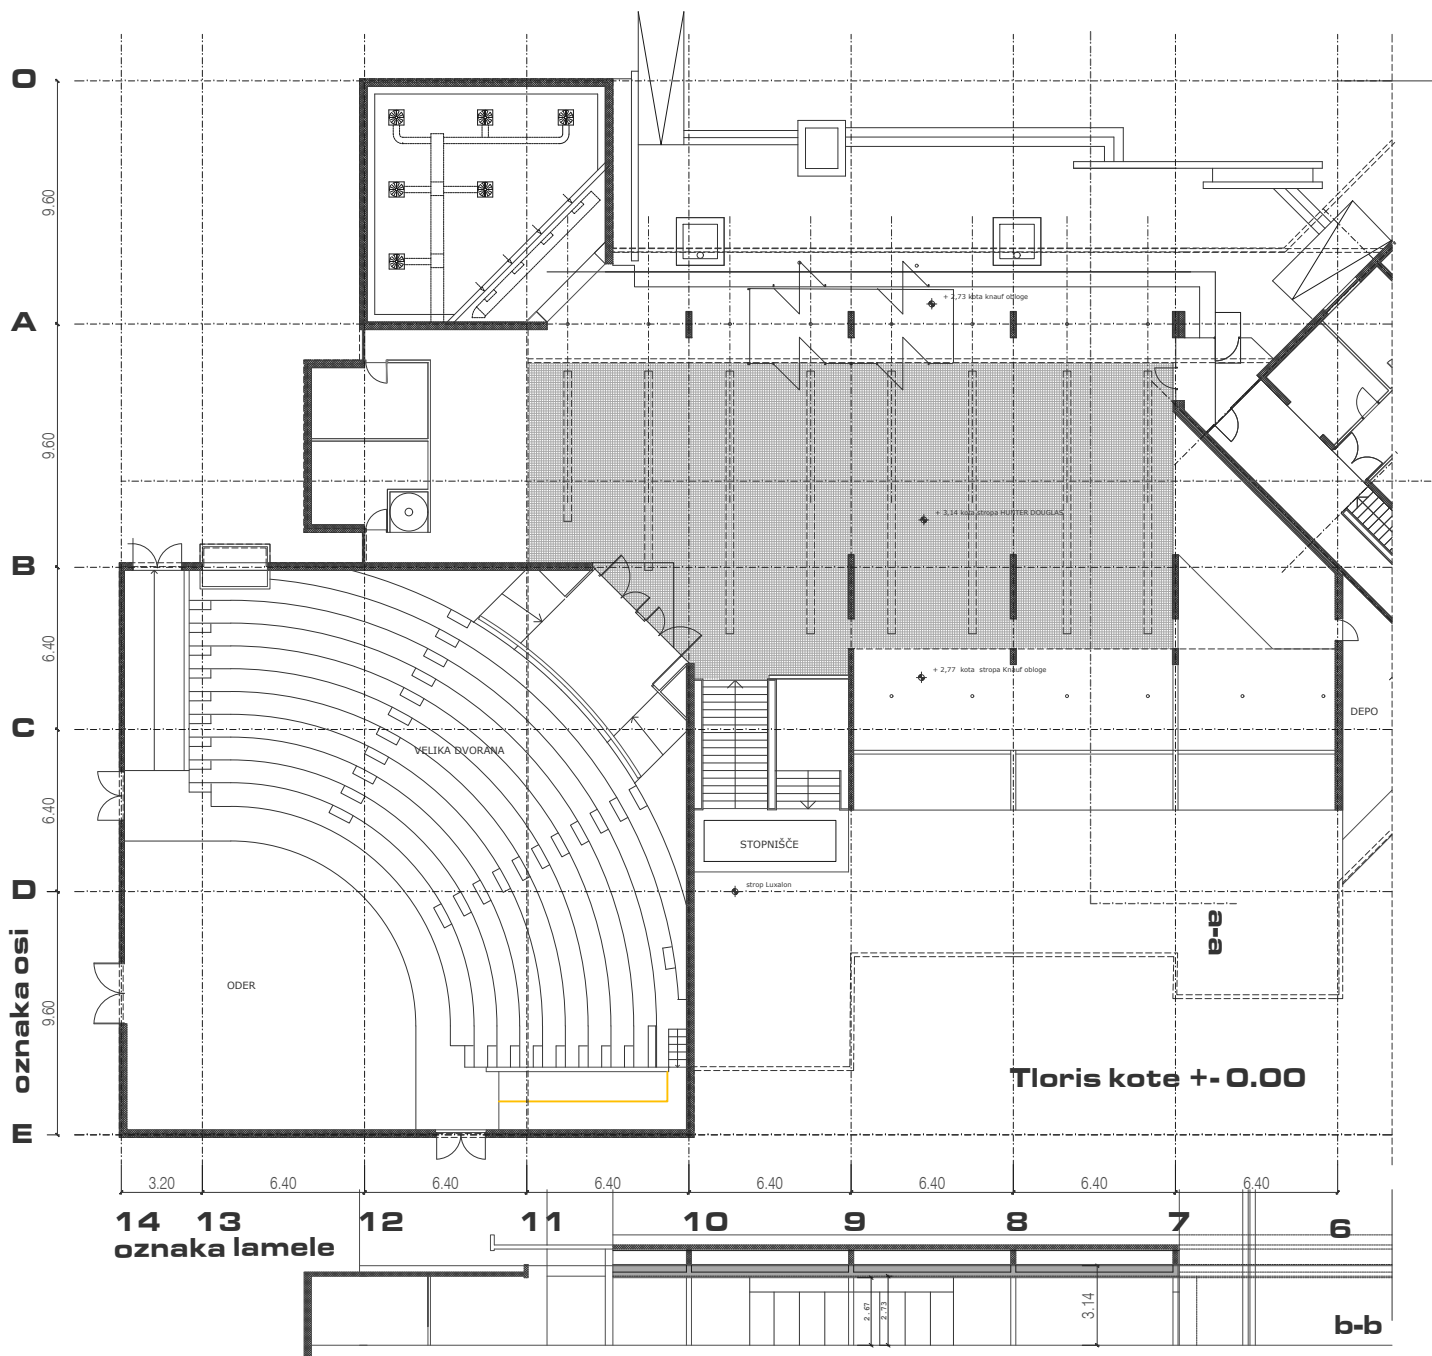 O
9.60
A
+ 2,73 kota knauf obloge
9.60
+ 3,14 kota stropa HUNTER DOUGLAS
B
6.40
+ 2,77 kota stropa Knauf obloge
DEPO
C
VELIKA DVORANA
6.40
STOPNIŠČE
D
strop Luxalon
a-a
oznaka osi
ODER
9.60
Tloris kote +- 0.00
E
3.20 6.40 6.40 6.40 6.40 6.40 6.40 6.40
14 13 12 11 10 9 8 7 6
oznaka lamele
2,67
2,73
3.14
b-b